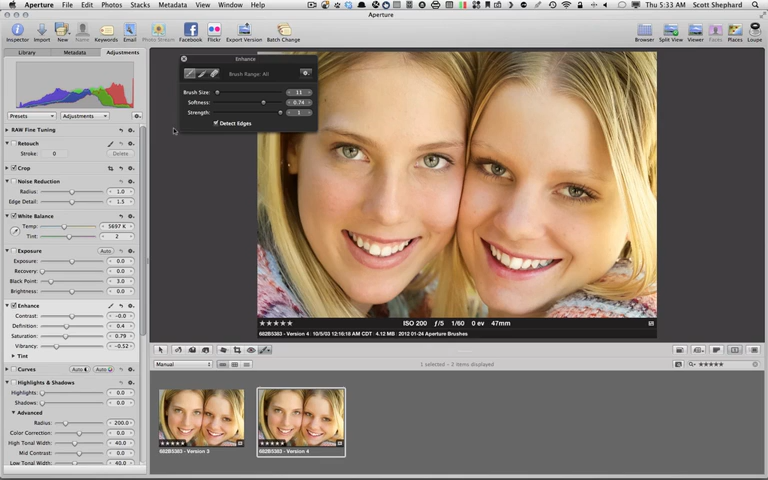 Aperture File Edit Photos Stacks Metadata View Window Help
Thu 5:33 AM Scott Shephard
Aperture
Inspector Import New Name Keywords Email Photo Stream Facebook Flickr Export Version Batch Change
Browser Split View Viewer Faces Places Loupe
Library Metadata Adjustments
Presets Adjustments
RAW Fine Tuning
Retouch
Stroke: 0 Delete
Crop
Noise Reduction
Radius: 1.0
Edge Detail: 1.5
White Balance
Temp: 5697 K
Tint: 2
Exposure Auto
Exposure: 0.0
Recovery: 0.0
Black Point: 3.0
Brightness: 0.0
Enhance
Contrast: -0.0
Definition: 0.4
Saturation: 0.79
Vibrancy: -0.52
Tint
Curves Auto Auto
Highlights & Shadows
Highlights: 0.0
Shadows: 0.0
Advanced
Radius: 200.0
Color Correction: 0.0
High Tonal Width: 40.0
Mid Contrast: 0.0
Low Tonal Width: 40.0
Enhance
Brush Range: All
Brush Size: 11
Softness: 0.74
Strength: 1
Detect Edges
ISO 200 f/5 1/60 0 ev 47mm
682B5383 - Version 4 10/5/03 12:16:18 AM CDT 4.12 MB 2012 01-24 Aperture Brushes
Manual
1 selected - 2 items displayed
682B5383 - Version 3
682B5383 - Version 4